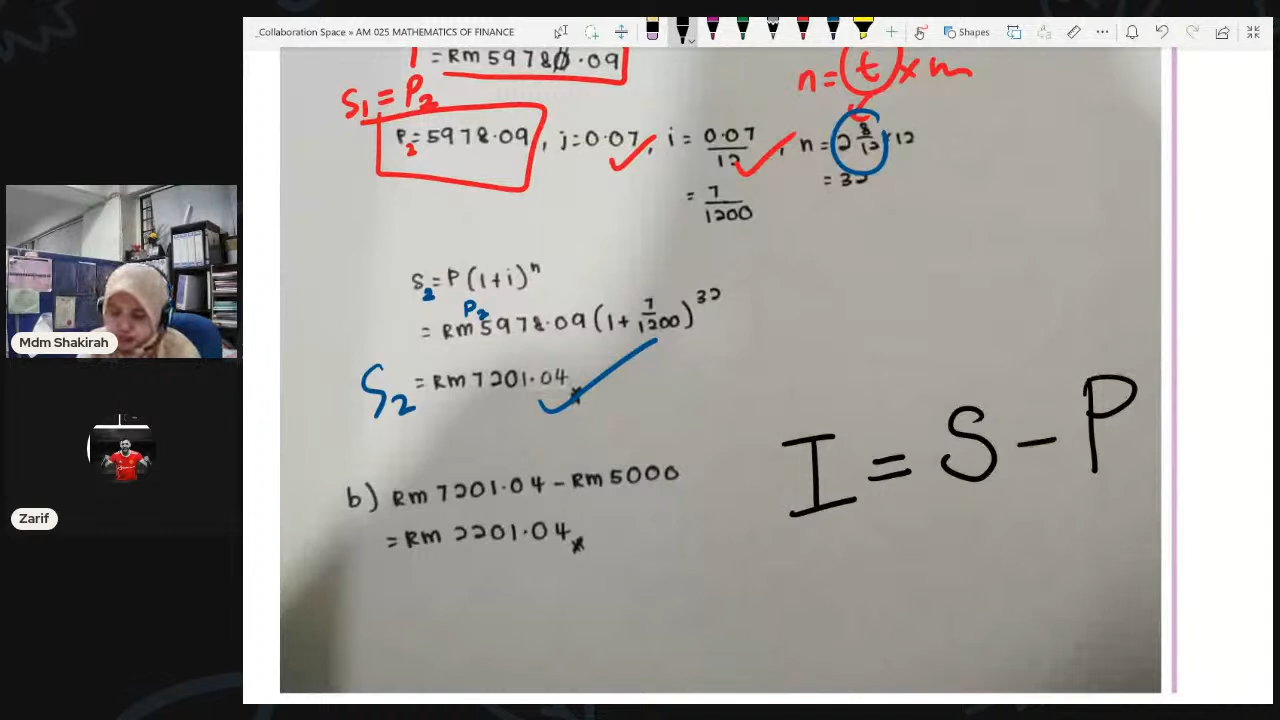 _Collaboration Space » AM 025 MATHEMATICS OF FINANCE
Shapes
= RM 5978.09
n = t × m
S1 = P2
P2 = 5978.09, j = 0.07, i = 0.07/12, n = 2 8/12 × 12
= 7/1200
= 32
S2 = P(1+i)^n
P2
= RM 5978.09 (1 + 7/1200)^32
S2 = RM 7201.04
I = S - P
b) RM 7201.04 - RM 5000
= RM 2201.04
Mdm Shakirah
Zarif